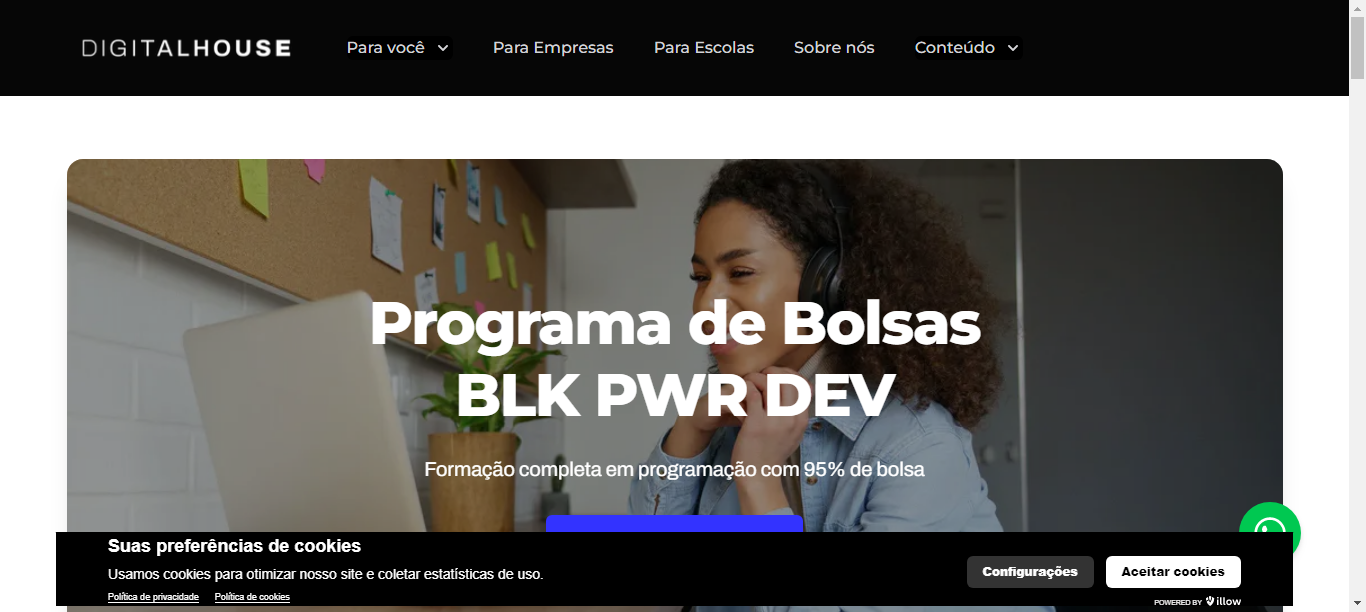 DIGITALHOUSE
Para você
Para Empresas
Para Escolas
Sobre nós
Conteúdo
Programa de Bolsas
BLK PWR DEV
Formação completa em programação com 95% de bolsa
Suas preferências de cookies
Usamos cookies para otimizar nosso site e coletar estatísticas de uso.
Política de privacidade
Política de cookies
Configurações
Aceitar cookies
POWERED BY illow